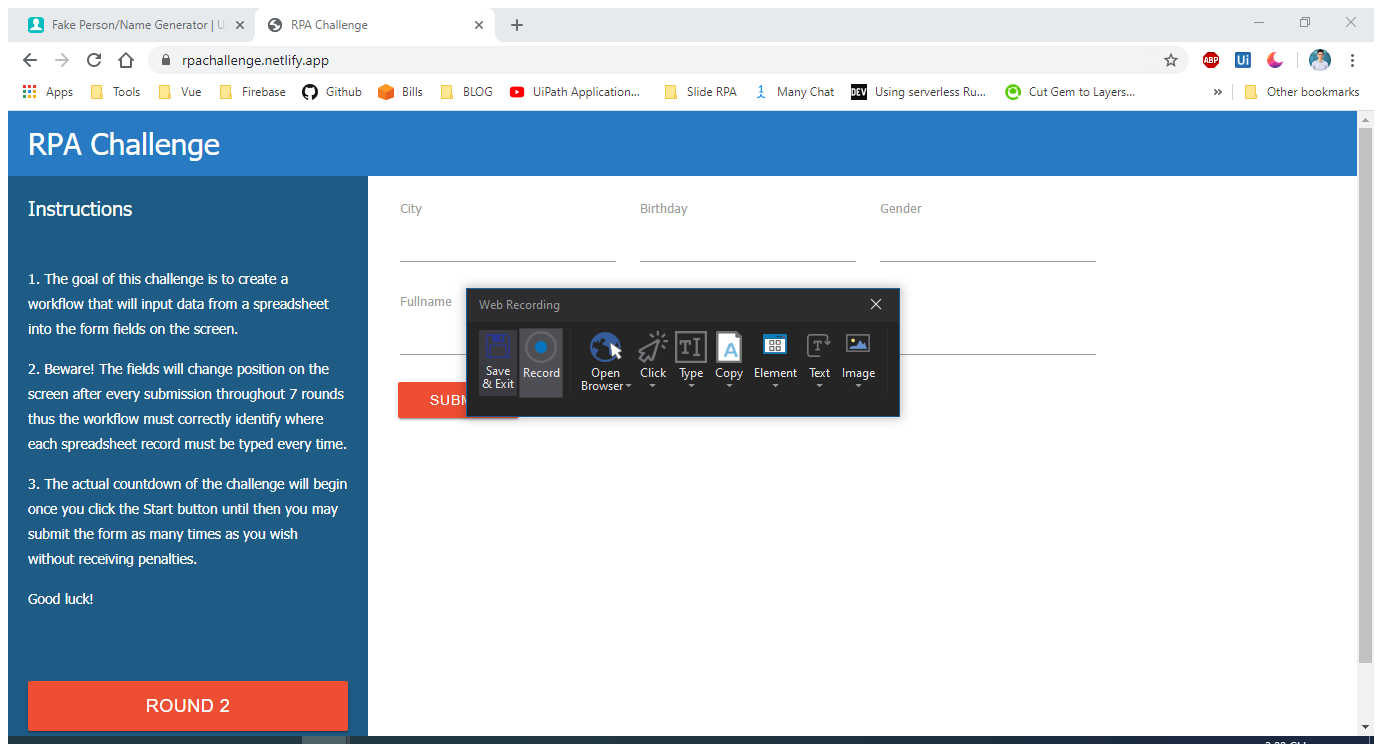 Fake Person/Name Generator | U
RPA Challenge
rpachallenge.netlify.app
ABP
Ui
Apps
Tools
Vue
Firebase
Github
Bills
BLOG
UiPath Application...
Slide RPA
Many Chat
DEV
Using serverless Ru...
Cut Gem to Layers...
»
Other bookmarks
RPA Challenge
Instructions
1. The goal of this challenge is to create a
workflow that will input data from a spreadsheet
into the form fields on the screen.
2. Beware! The fields will change position on the
screen after every submission throughout 7 rounds
thus the workflow must correctly identify where
each spreadsheet record must be typed every time.
3. The actual countdown of the challenge will begin
once you click the Start button until then you may
submit the form as many times as you wish
without receiving penalties.
Good luck!
ROUND 2
City
Birthday
Gender
Fullname
SUBM
Web Recording
Save
& Exit
Record
Open
Browser
Click
Type
Copy
Element
Text
Image